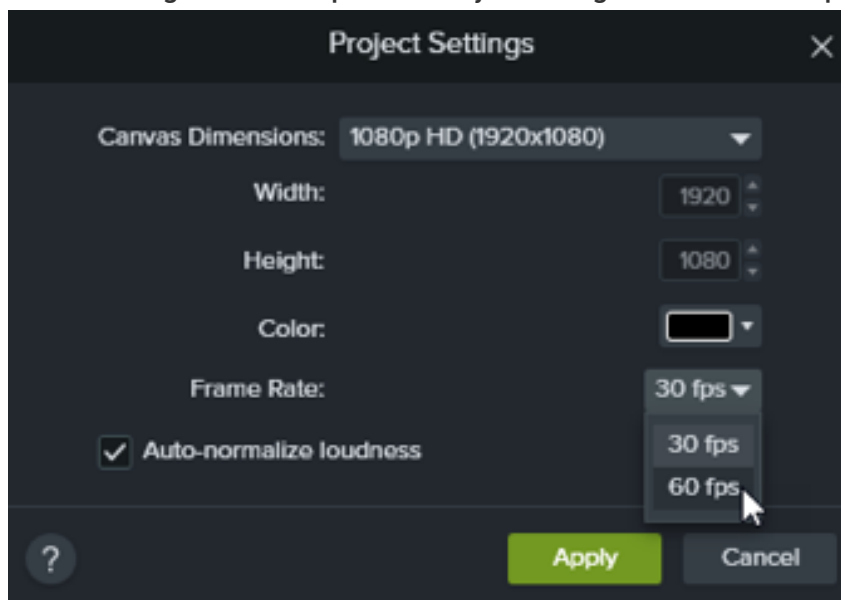 Project Settings
Canvas Dimensions: 1080p HD (1920x1080)
Width: 1920
Height: 1080
Color:
Frame Rate: 30 fps
Auto-normalize loudness
30 fps
60 fps
? Apply Cancel